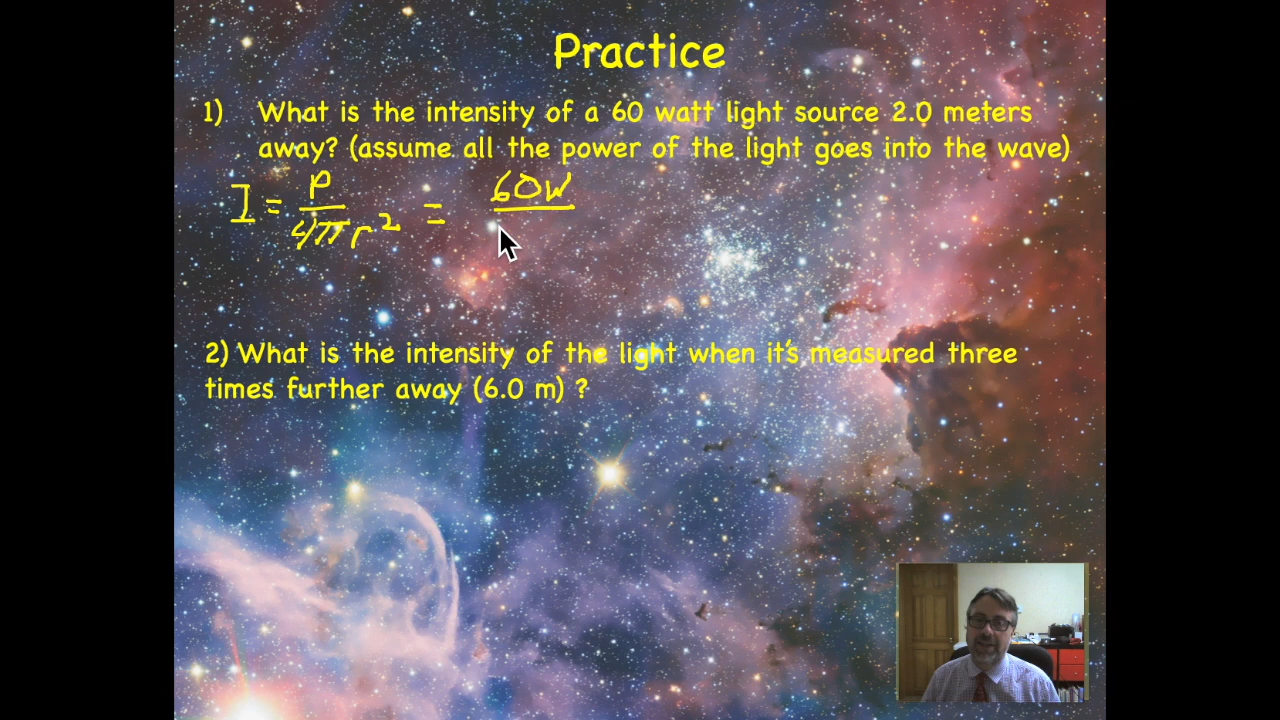 Practice
1) What is the intensity of a 60 watt light source 2.0 meters
away? (assume all the power of the light goes into the wave)
I = P / 4πr² = 60W
2) What is the intensity of the light when it's measured three
times further away (6.0 m) ?